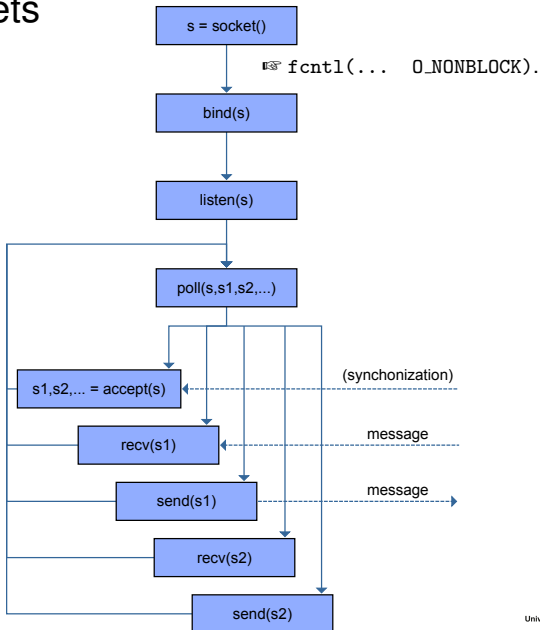 ets
s = socket()
☞ fcntl(... O_NONBLOCK).
bind(s)
listen(s)
poll(s,s1,s2,...)
s1,s2,... = accept(s)
(synchonization)
recv(s1)
message
send(s1)
message
recv(s2)
send(s2)
Univ